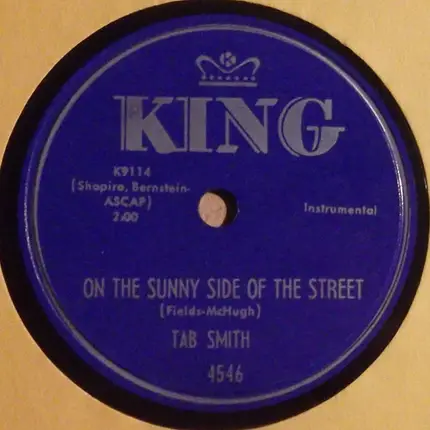 K
KING
K9114
(Shapiro, Bernstein-
ASCAP)
2:00
Instrumental
ON THE SUNNY SIDE OF THE STREET
(Fields-McHugh)
TAB SMITH
4546